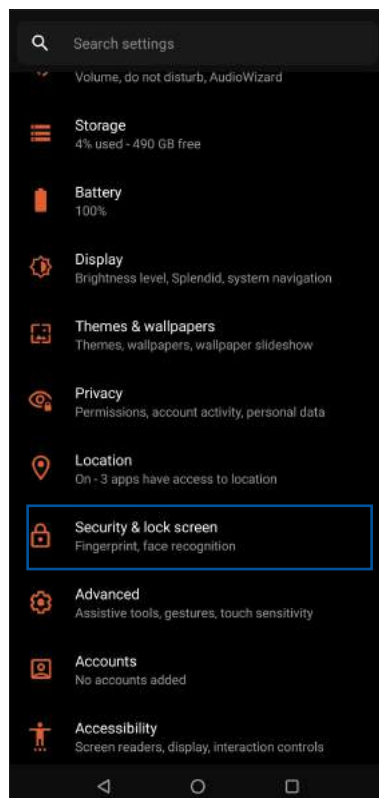 Search settings
Volume, do not disturb, AudioWizard
Storage
4% used - 490 GB free
Battery
100%
Display
Brightness level, Splendid, system navigation
Themes & wallpapers
Themes, wallpapers, wallpaper slideshow
Privacy
Permissions, account activity, personal data
Location
On - 3 apps have access to location
Security & lock screen
Fingerprint, face recognition
Advanced
Assistive tools, gestures, touch sensitivity
Accounts
No accounts added
Accessibility
Screen readers, display, interaction controls